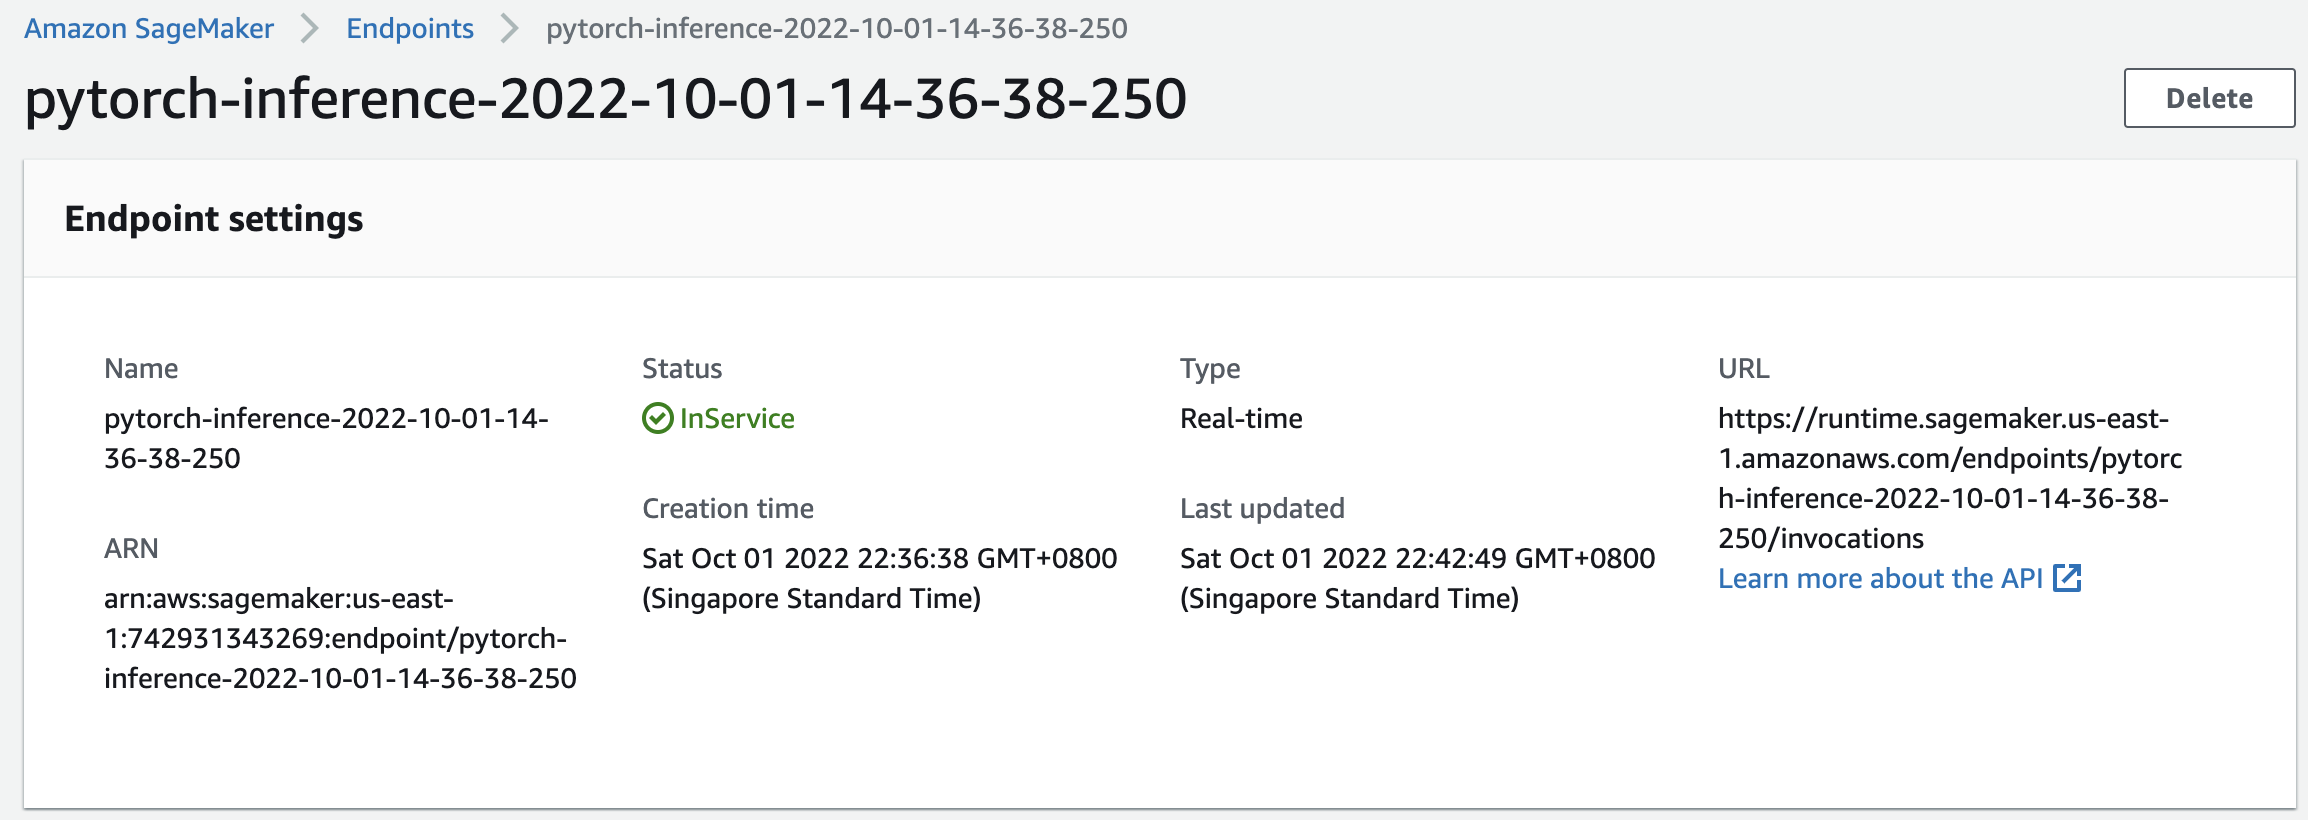 Amazon SageMaker > Endpoints > pytorch-inference-2022-10-01-14-36-38-250
pytorch-inference-2022-10-01-14-36-38-250
Delete
Endpoint settings
Name
pytorch-inference-2022-10-01-14-
36-38-250
ARN
arn:aws:sagemaker:us-east-
1:742931343269:endpoint/pytorch-
inference-2022-10-01-14-36-38-250
Status
InService
Creation time
Sat Oct 01 2022 22:36:38 GMT+0800
(Singapore Standard Time)
Type
Real-time
Last updated
Sat Oct 01 2022 22:42:49 GMT+0800
(Singapore Standard Time)
URL
https://runtime.sagemaker.us-east-
1.amazonaws.com/endpoints/pytorc
h-inference-2022-10-01-14-36-38-
250/invocations
Learn more about the API